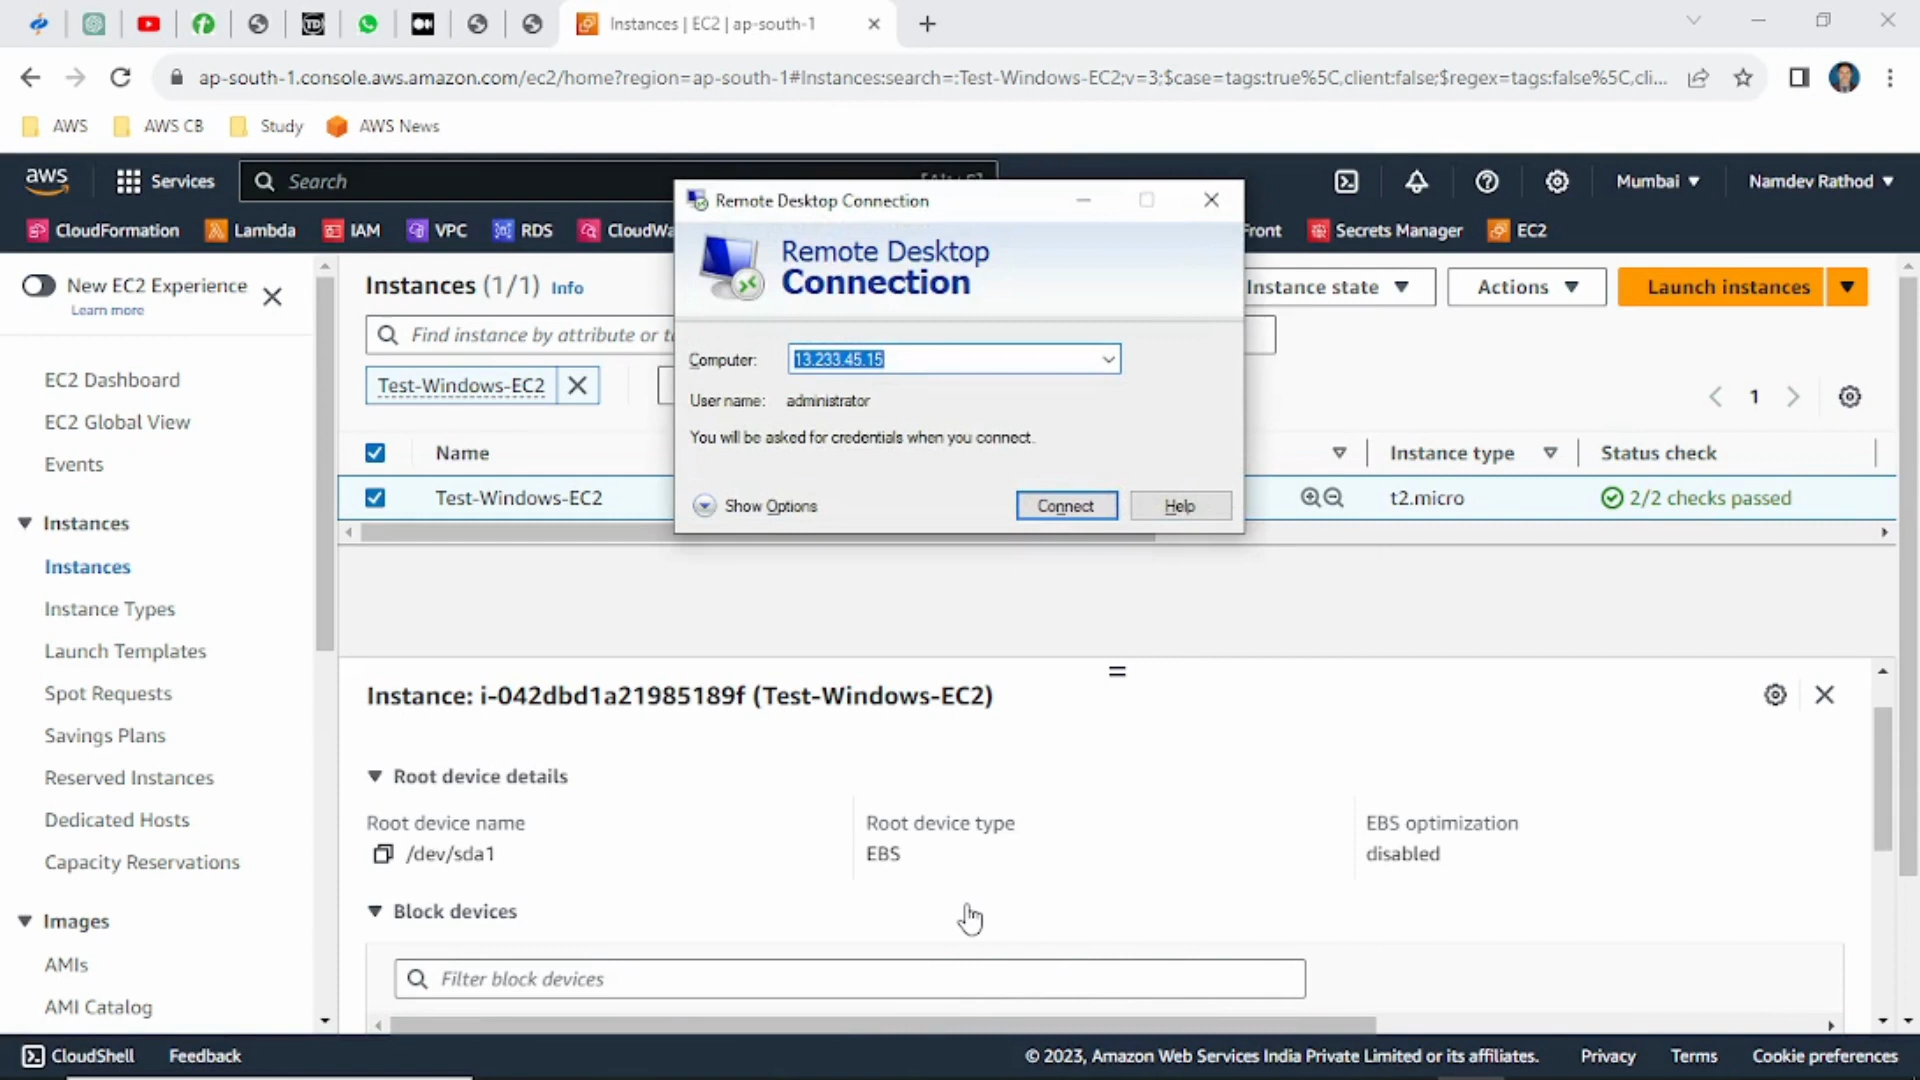 Instances | EC2 | ap-south-1
ap-south-1.console.aws.amazon.com/ec2/home?region=ap-south-1#Instances:search=:Test-Windows-EC2;v=3;$case=tags:true%5C,client:false;$regex=tags:false%5C,cli...
AWS
AWS CB
Study
AWS News
aws
Services
Search
Mumbai
Namdev Rathod
CloudFormation
Lambda
IAM
VPC
RDS
CloudWa
Front
Secrets Manager
EC2
Remote Desktop Connection
Remote Desktop
Connection
Computer:
13.233.45.15
User name:
administrator
You will be asked for credentials when you connect.
Show Options
Connect
Help
New EC2 Experience
Learn more
EC2 Dashboard
EC2 Global View
Events
Instances
Instances
Instance Types
Launch Templates
Spot Requests
Savings Plans
Reserved Instances
Dedicated Hosts
Capacity Reservations
Images
AMIs
AMI Catalog
Instances (1/1) Info
Instance state
Actions
Launch instances
Find instance by attribute or t
Test-Windows-EC2
1
Name
Instance type
Status check
Test-Windows-EC2
t2.micro
2/2 checks passed
Instance: i-042dbd1a21985189f (Test-Windows-EC2)
Root device details
Root device name
/dev/sda1
Root device type
EBS
EBS optimization
disabled
Block devices
Filter block devices
CloudShell
Feedback
© 2023, Amazon Web Services India Private Limited or its affiliates.
Privacy
Terms
Cookie preferences